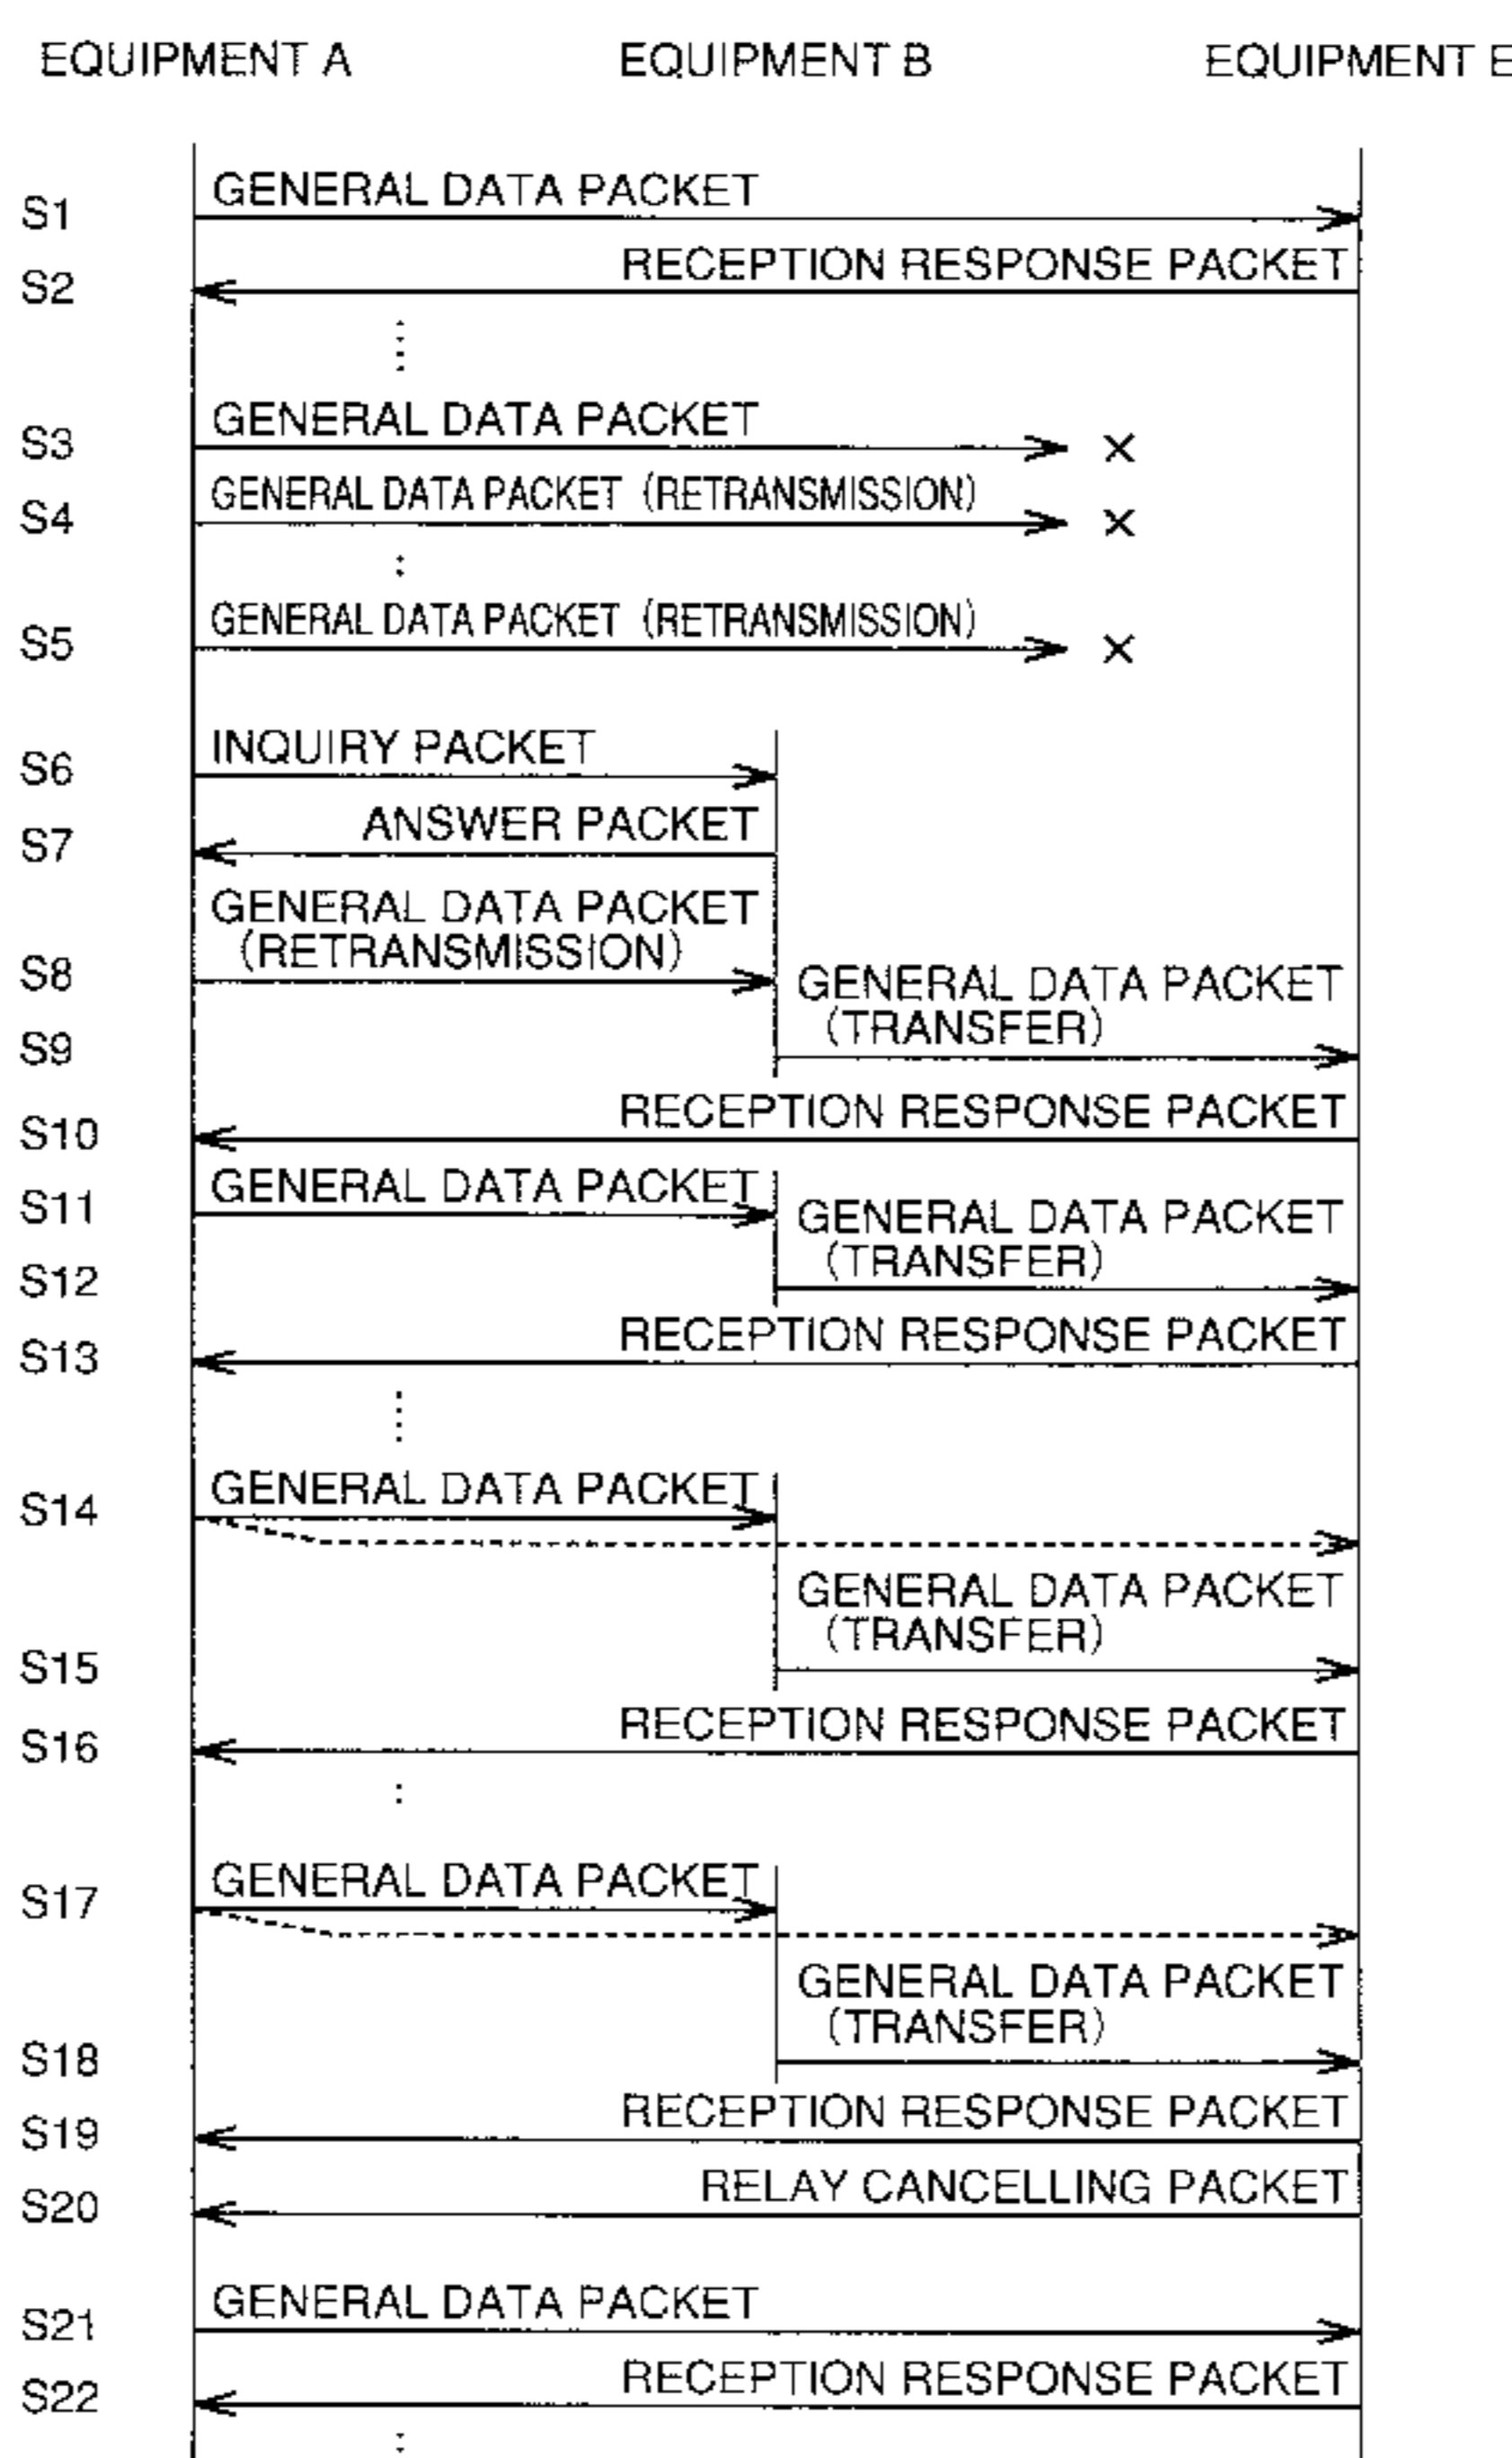 EQUIPMENT A EQUIPMENT B EQUIPMENT E
S1 GENERAL DATA PACKET
S2 RECEPTION RESPONSE PACKET
S3 GENERAL DATA PACKET ×
S4 GENERAL DATA PACKET (RETRANSMISSION) ×
S5 GENERAL DATA PACKET (RETRANSMISSION) ×
S6 INQUIRY PACKET
S7 ANSWER PACKET
GENERAL DATA PACKET
S8 (RETRANSMISSION)
GENERAL DATA PACKET
S9 (TRANSFER)
S10 RECEPTION RESPONSE PACKET
S11 GENERAL DATA PACKET
GENERAL DATA PACKET
S12 (TRANSFER)
S13 RECEPTION RESPONSE PACKET
S14 GENERAL DATA PACKET
GENERAL DATA PACKET
S15 (TRANSFER)
S16 RECEPTION RESPONSE PACKET
S17 GENERAL DATA PACKET
GENERAL DATA PACKET
S18 (TRANSFER)
S19 RECEPTION RESPONSE PACKET
S20 RELAY CANCELLING PACKET
S21 GENERAL DATA PACKET
S22 RECEPTION RESPONSE PACKET